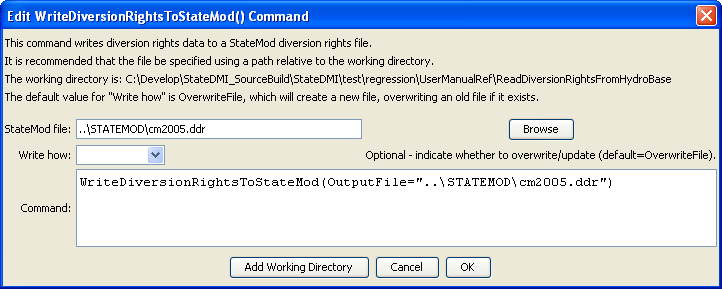 Edit WriteDiversionRightsToStateMod() Command
This command writes diversion rights data to a StateMod diversion rights file.
It is recommended that the file be specified using a path relative to the working directory.
The working directory is: C:\Develop\StateDMI_SourceBuild\StateDMI\test\regression\UserManualRef\ReadDiversionRightsFromHydroBase
The default value for "Write how" is OverwriteFile, which will create a new file, overwriting an old file if it exists.
StateMod file: ..\STATEMOD\cm2005.ddr Browse
Write how: Optional - indicate whether to overwrite/update (default=OverwriteFile).
WriteDiversionRightsToStateMod(OutputFile="..\STATEMOD\cm2005.ddr")
Command:
Add Working Directory Cancel OK